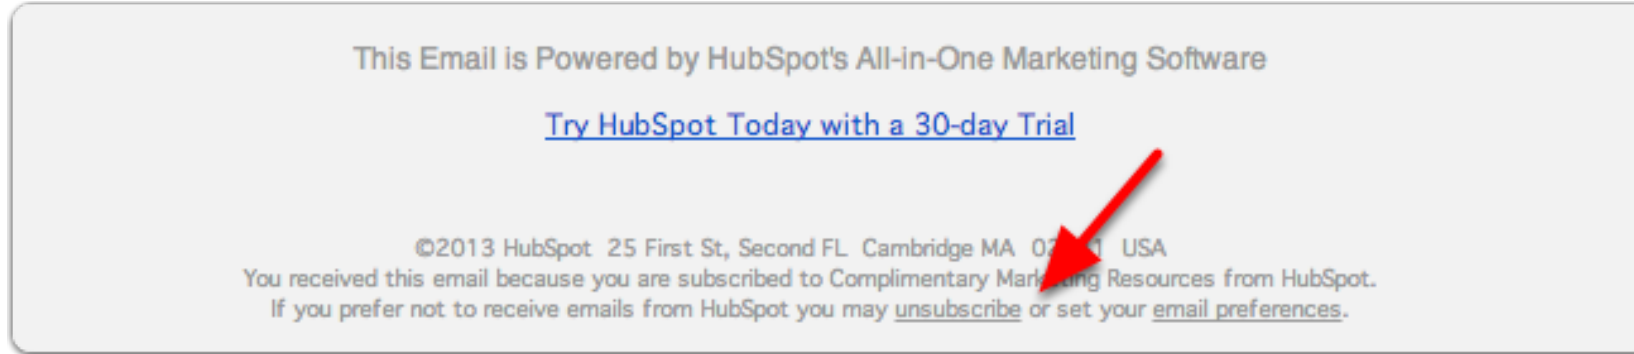 This Email is Powered by HubSpot's All-in-One Marketing Software
Try HubSpot Today with a 30-day Trial
©2013 HubSpot 25 First St, Second FL Cambridge MA USA
You received this email because you are subscribed to Complimentary Marketing Resources from HubSpot.
If you prefer not to receive emails from HubSpot you may unsubscribe or set your email preferences.